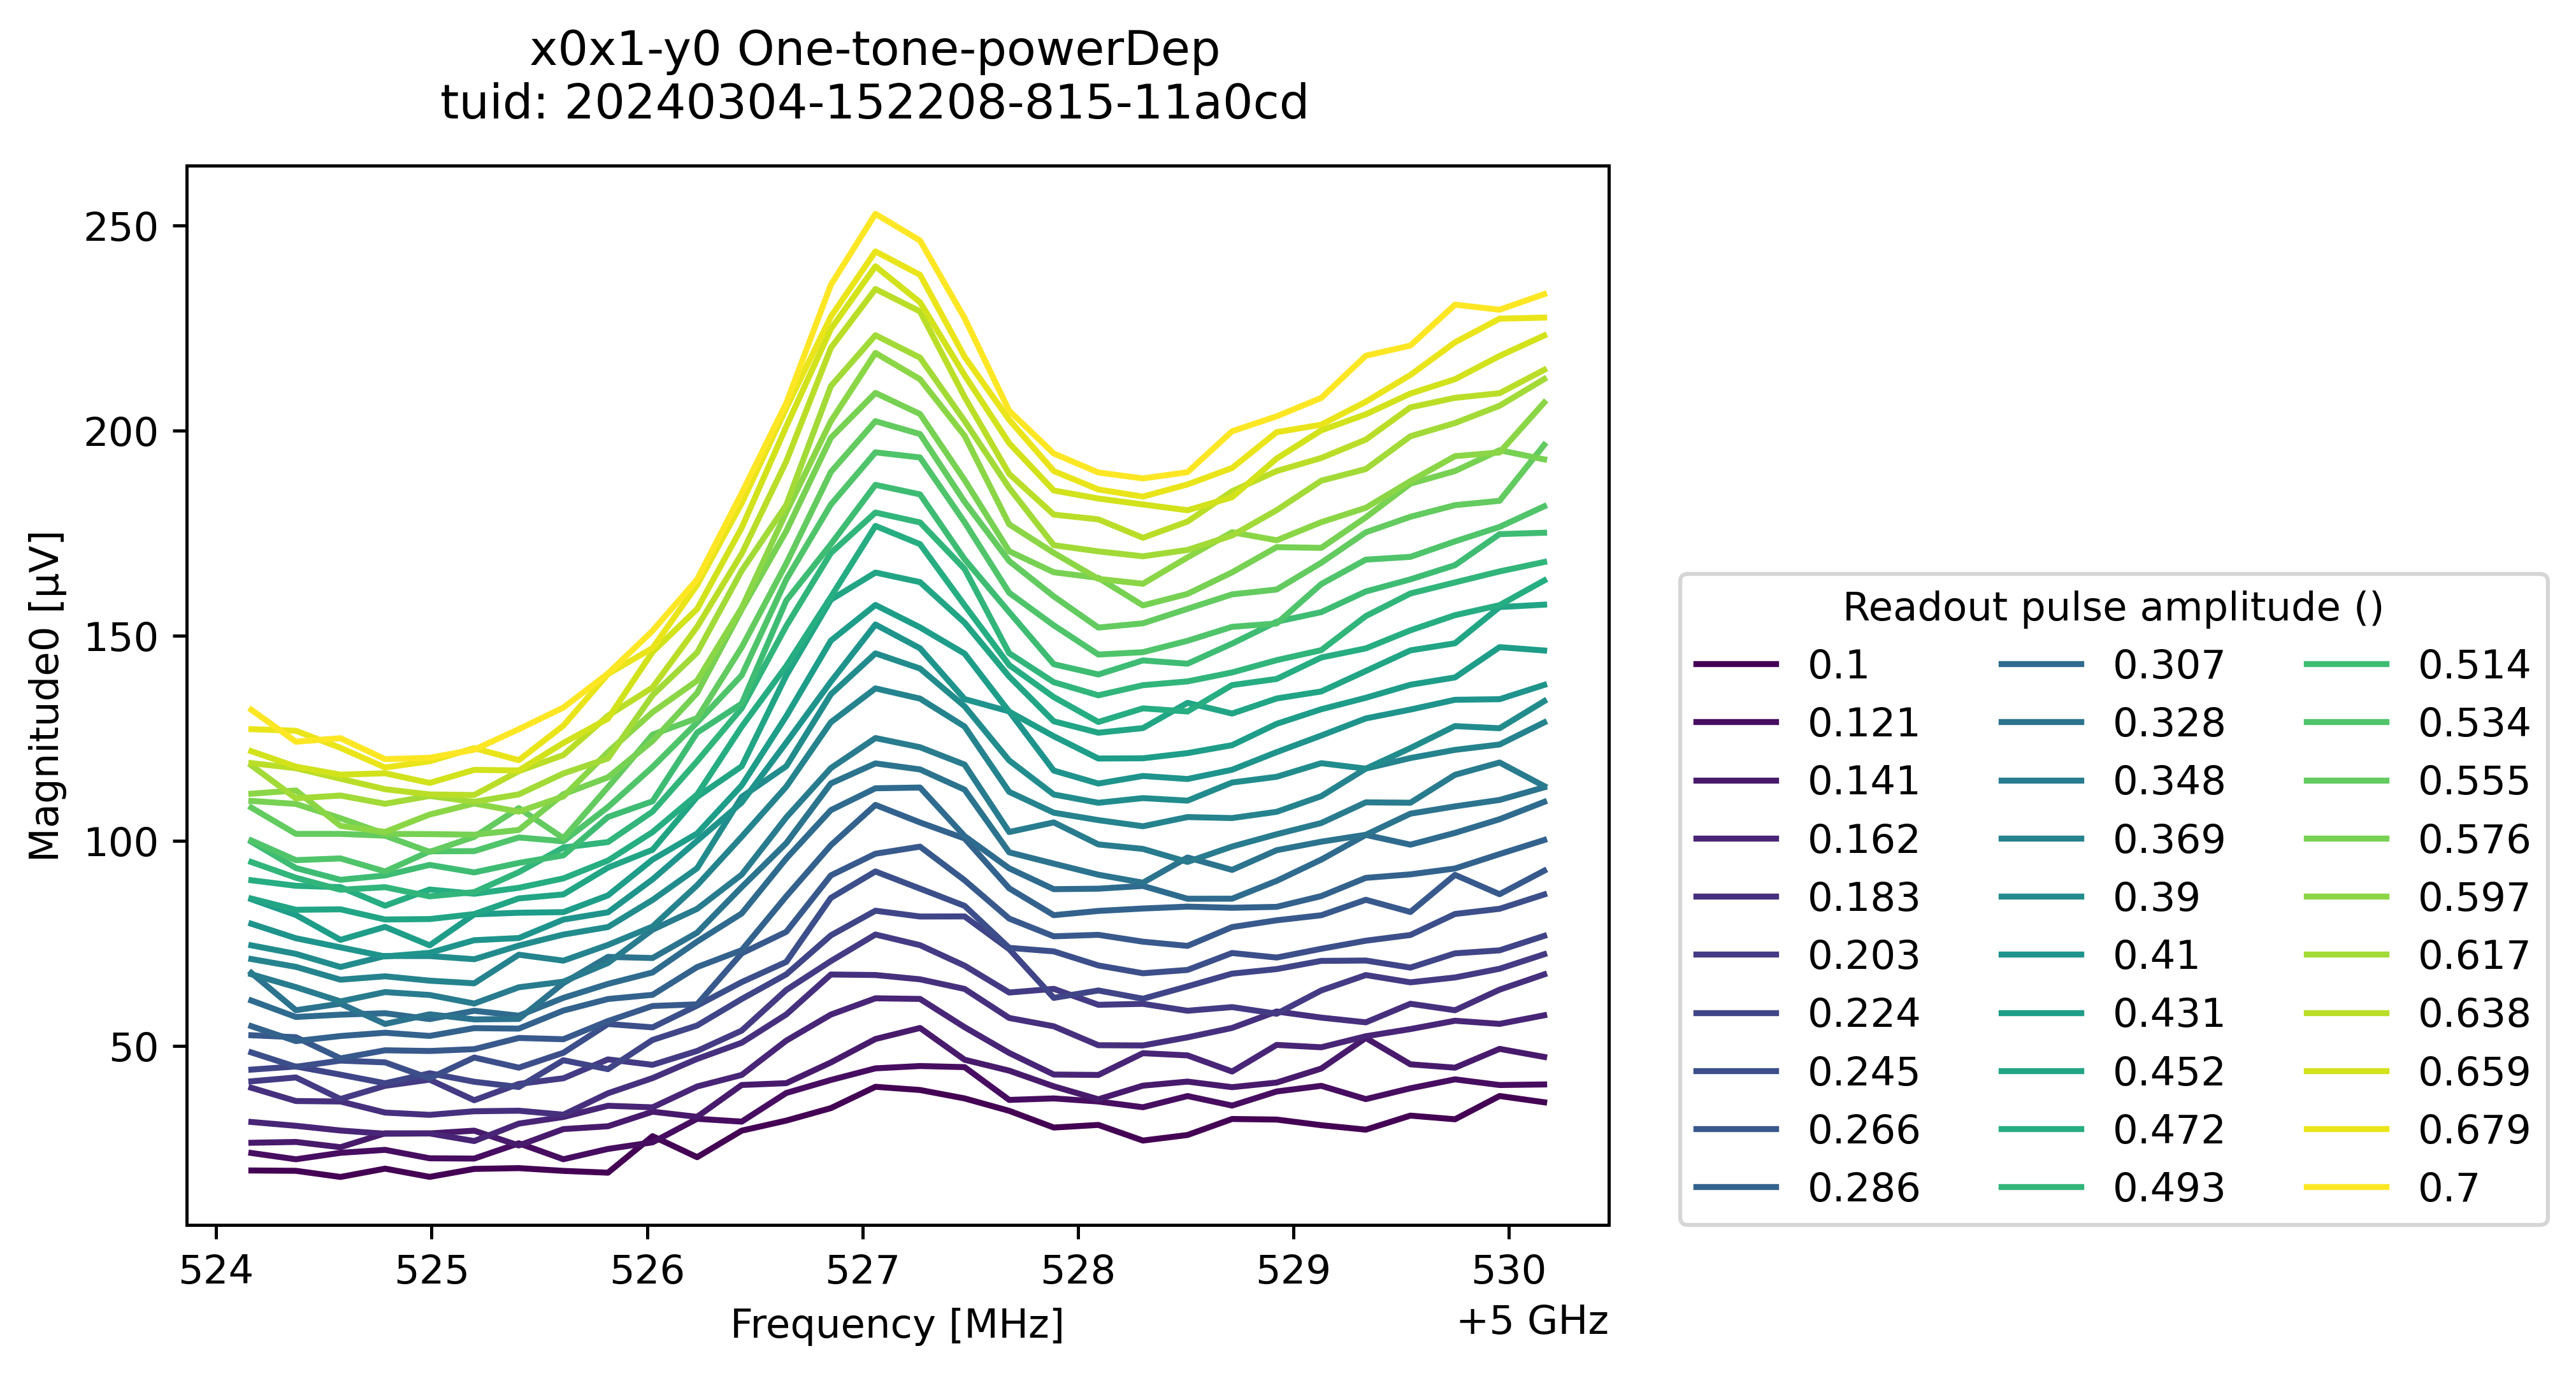 x0x1-y0 One-tone-powerDep
tuid: 20240304-152208-815-11a0cd
Magnitude0 [µV]
250
200
150
100
50
524 525 526 527 528 529 530
Frequency [MHz]
+5 GHz
Readout pulse amplitude ()
0.1 0.307 0.514
0.121 0.328 0.534
0.141 0.348 0.555
0.162 0.369 0.576
0.183 0.39 0.597
0.203 0.41 0.617
0.224 0.431 0.638
0.245 0.452 0.659
0.266 0.472 0.679
0.286 0.493 0.7